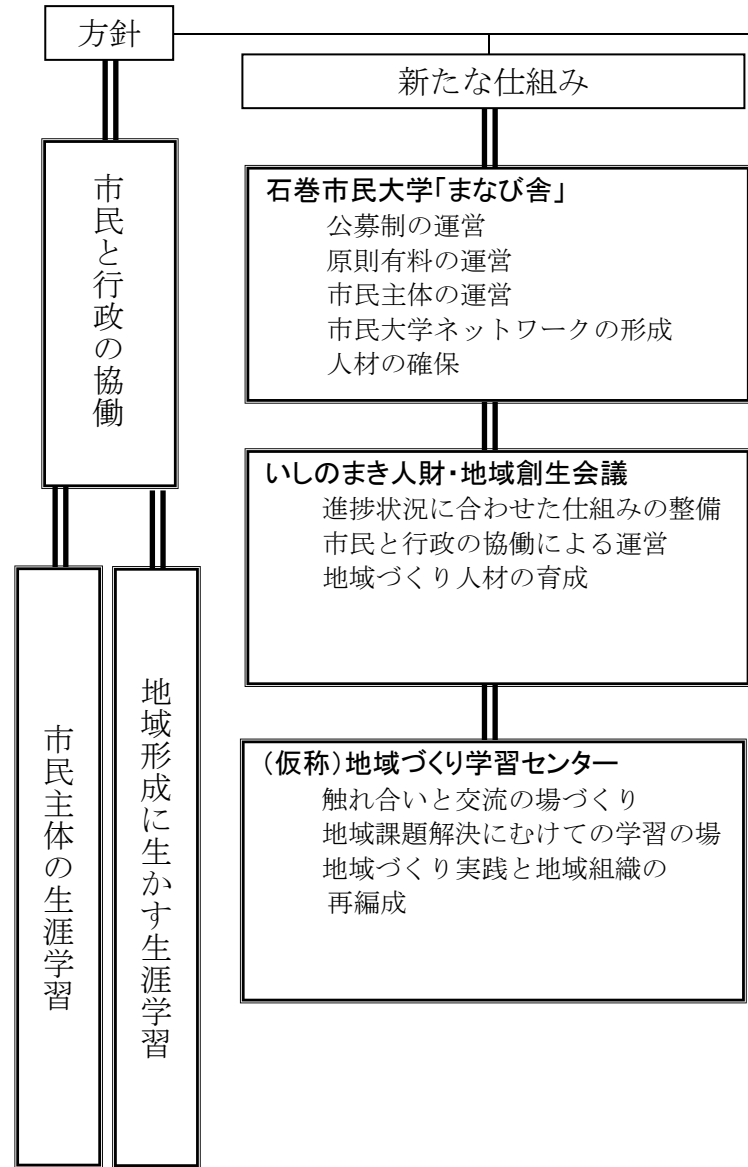 方針
新たな仕組み
市民と行政の協働
市民主体の生涯学習
地域形成に生かす生涯学習
石巻市民大学「まなび舎」
公募制の運営
原則有料の運営
市民主体の運営
市民大学ネットワークの形成
人材の確保
いしのまき人財・地域創生会議
進捗状況に合わせた仕組みの整備
市民と行政の協働による運営
地域づくり人材の育成
(仮称)地域づくり学習センター
触れ合いと交流の場づくり
地域課題解決にむけての学習の場
地域づくり実践と地域組織の
再編成